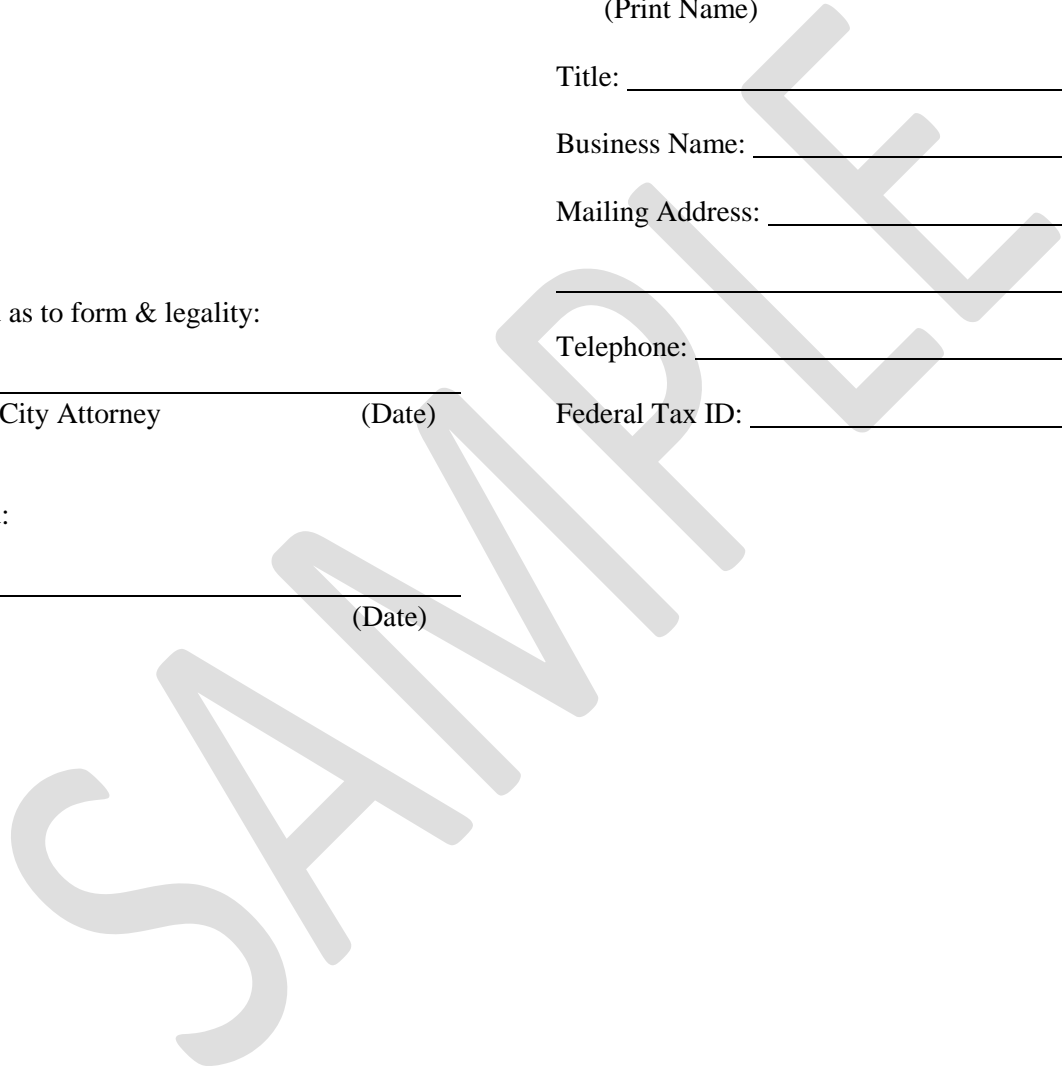 (Print Name)
Title:
Business Name:
Mailing Address:
as to form & legality:
Telephone:
City Attorney (Date)
Federal Tax ID:
:
(Date)
SAMPLE